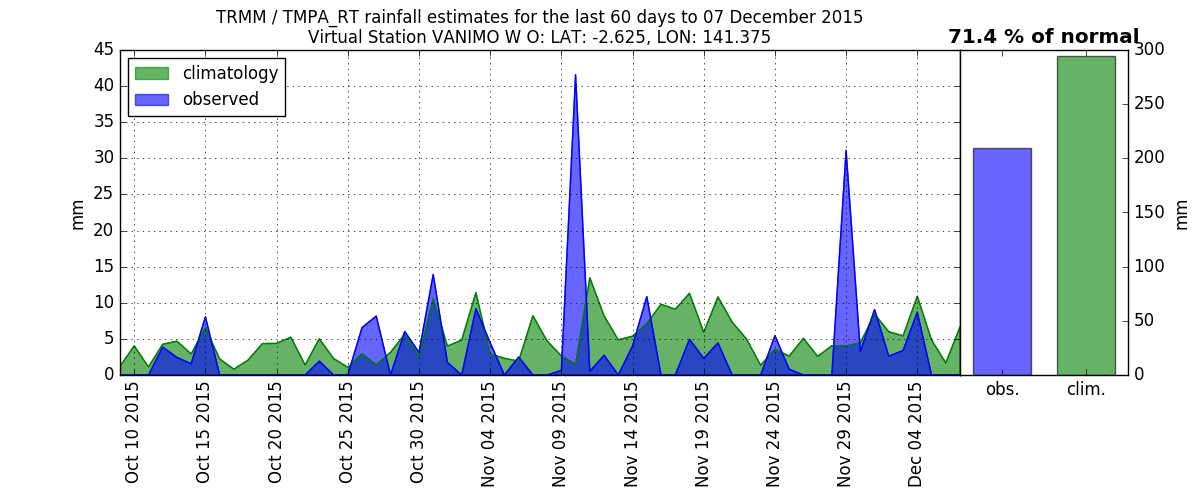 TRMM / TMPA_RT rainfall estimates for the last 60 days to 07 December 2015
Virtual Station VANIMO W O: LAT: -2.625, LON: 141.375
71.4 % of normal
climatology
observed
45
40
35
30
25
20
15
10
5
0
mm
Oct 10 2015
Oct 15 2015
Oct 20 2015
Oct 25 2015
Oct 30 2015
Nov 04 2015
Nov 09 2015
Nov 14 2015
Nov 19 2015
Nov 24 2015
Nov 29 2015
Dec 04 2015
300
250
200
150
100
50
0
mm
obs.
clim.